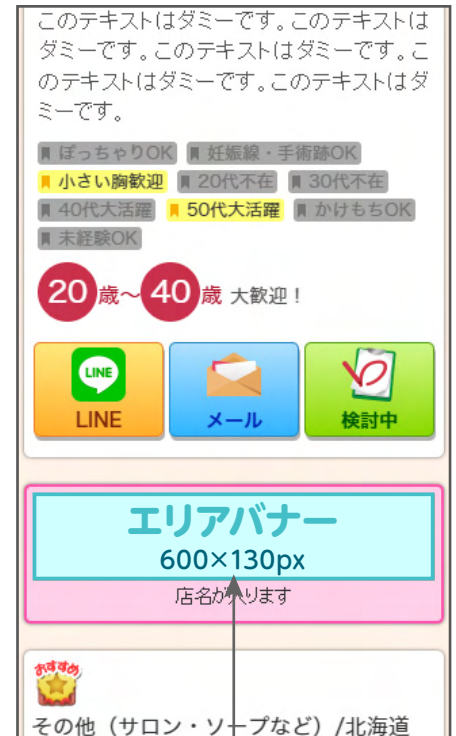 このテキストはダミーです。このテキストは
ダミーです。このテキストはダミーです。こ
のテキストはダミーです。このテキストはダ
ミーです。
ぽっちゃりOK 妊娠線・手術跡OK
小さい胸歓迎 20代不在 30代不在
40代大活躍 50代大活躍 かけもちOK
未経験OK
20歳～40歳 大歓迎！
LINE
LINE メール 検討中
エリアバナー
600×130px
店名が入ります
おすすめ
その他（サロン・ソープなど）/北海道